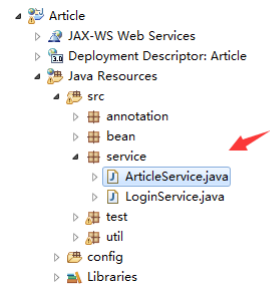 Article
JAX-WS Web Services
Deployment Descriptor: Article
Java Resources
src
annotation
bean
service
ArticleService.java
LoginService.java
test
util
config
Libraries